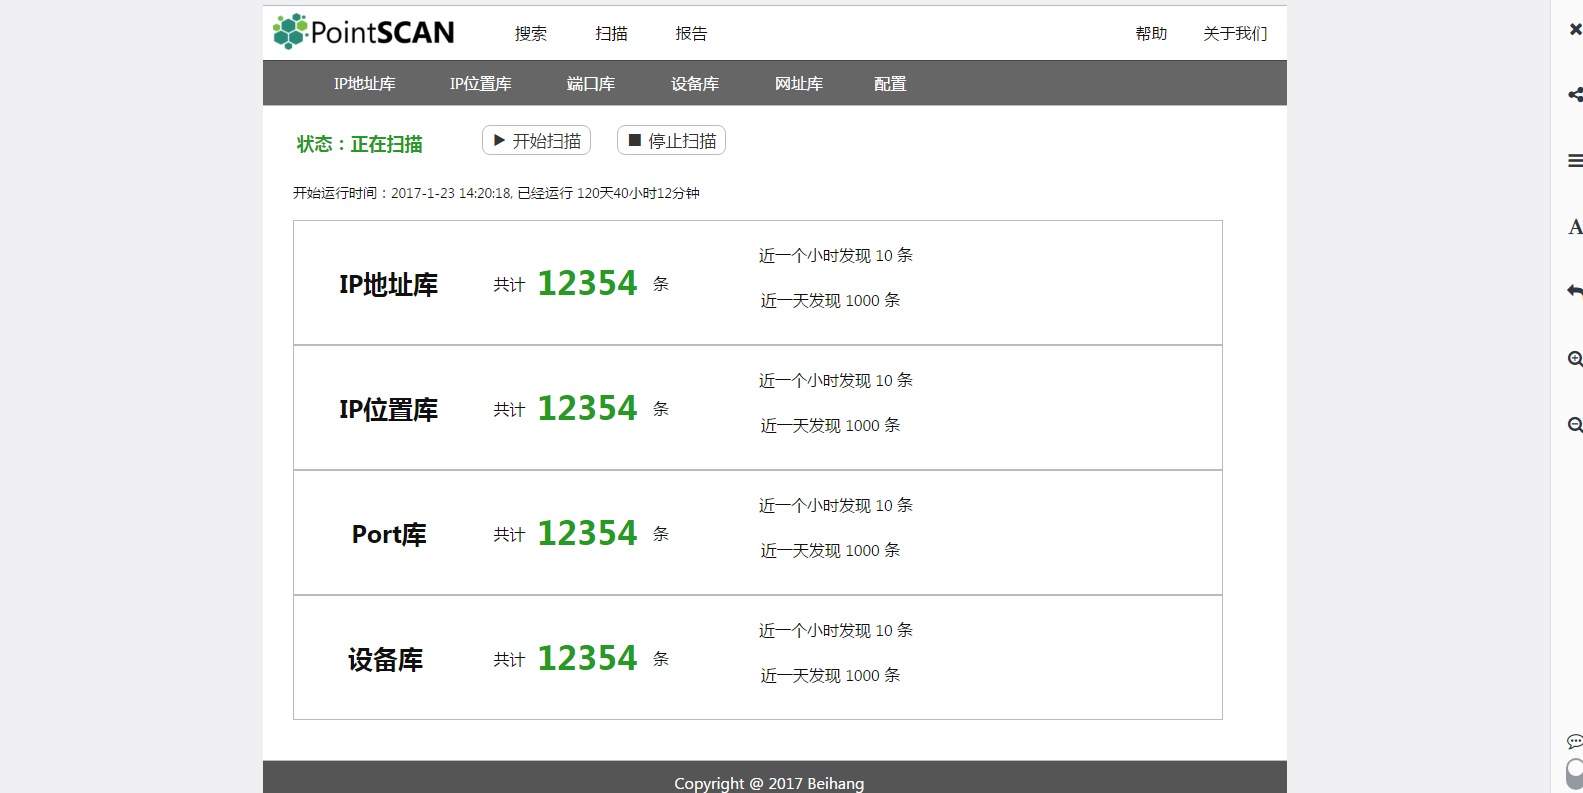 PointSCAN 搜索 扫描 报告 帮助 关于我们
IP地址库 IP位置库 端口库 设备库 网址库 配置
状态：正在扫描 开始扫描 停止扫描
开始运行时间：2017-1-23 14:20:18, 已经运行 120天40小时12分钟
IP地址库 共计 12354 条
近一个小时发现 10 条
近一天发现 1000 条
IP位置库 共计 12354 条
近一个小时发现 10 条
近一天发现 1000 条
Port库 共计 12354 条
近一个小时发现 10 条
近一天发现 1000 条
设备库 共计 12354 条
近一个小时发现 10 条
近一天发现 1000 条
Copyright @ 2017 Beihang
A